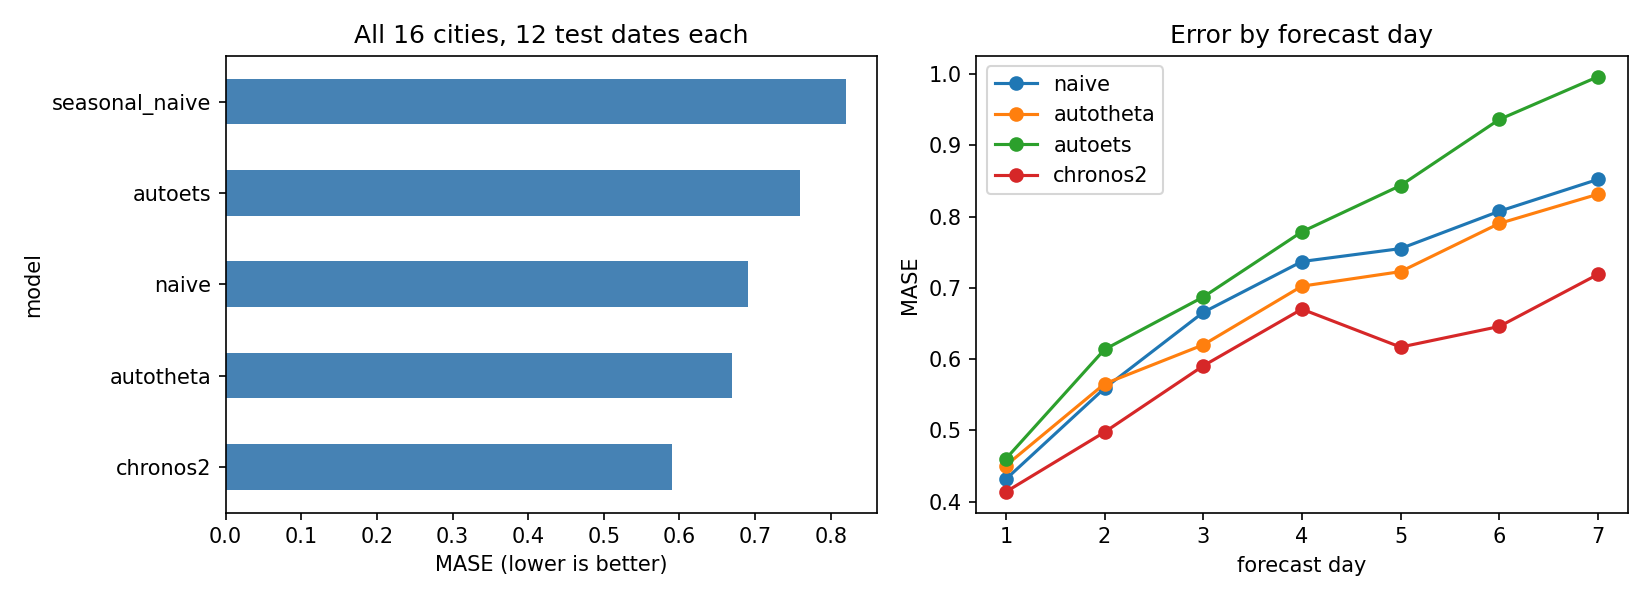 All 16 cities, 12 test dates each
model
seasonal_naive
autoets
naive
autotheta
chronos2
0.0 0.1 0.2 0.3 0.4 0.5 0.6 0.7 0.8
MASE (lower is better)
Error by forecast day
MASE
1.0
0.9
0.8
0.7
0.6
0.5
0.4
naive
autotheta
autoets
chronos2
1 2 3 4 5 6 7
forecast day